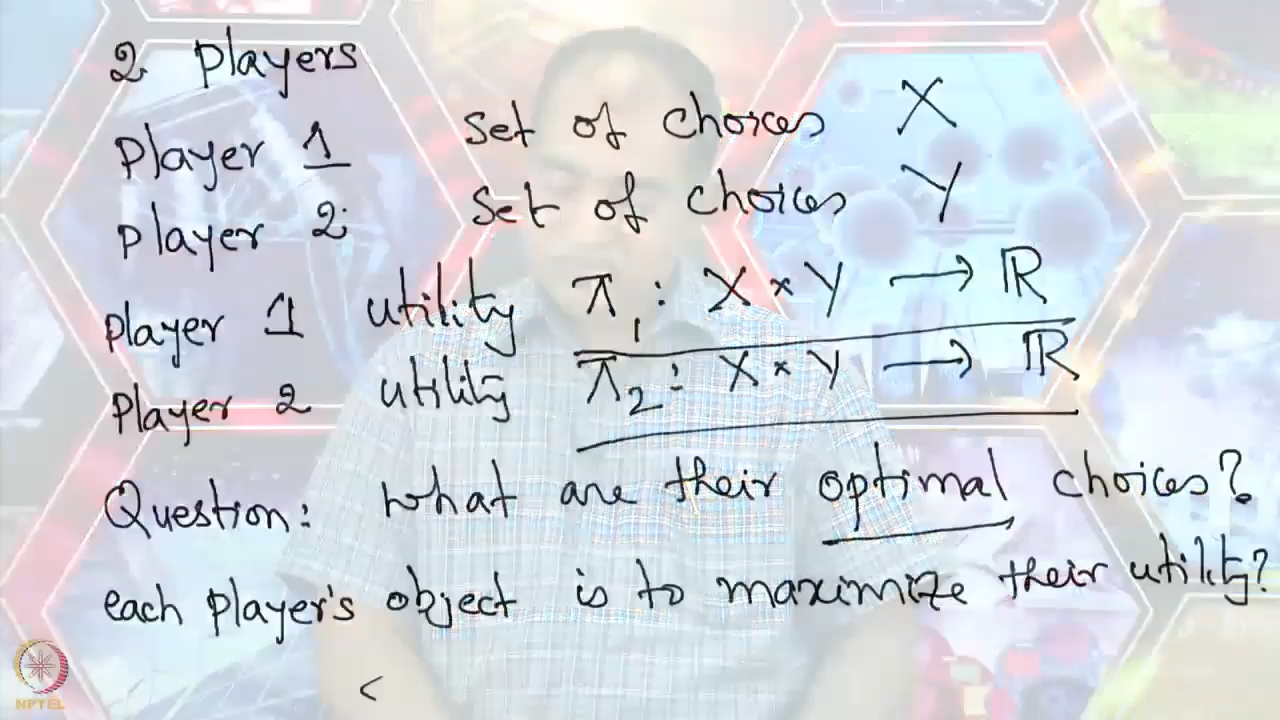 2 Players
Player 1 set of choices X
Player 2 set of choices Y
Player 1 utility π₁ : X × Y → ℝ
Player 2 utility π₂ : X × Y → ℝ
Question: What are their optimal choices?
each player's object is to maximize their utility?
NPTEL